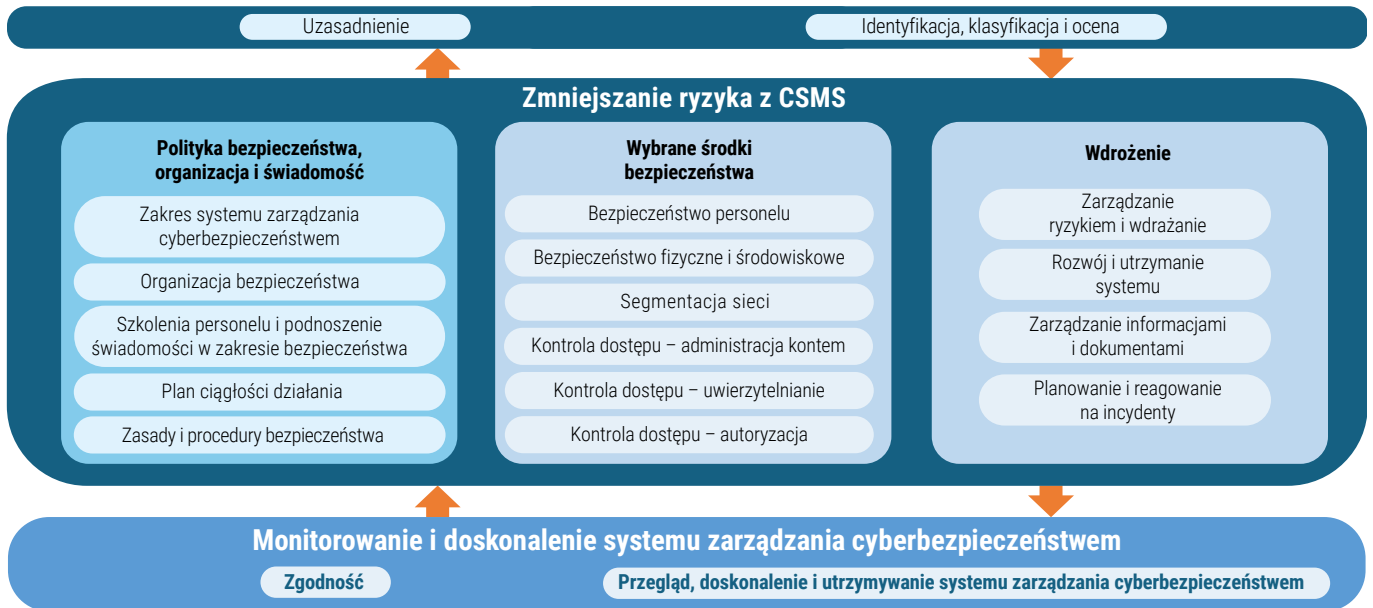 Uzasadnienie
Identyfikacja, klasyfikacja i ocena
Zmniejszanie ryzyka z CSMS
Polityka bezpieczeństwa,
organizacja i świadomość
Zakres systemu zarządzania
cyberbezpieczeństwem
Organizacja bezpieczeństwa
Szkolenia personelu i podnoszenie
świadomości w zakresie bezpieczeństwa
Plan ciągłości działania
Zasady i procedury bezpieczeństwa
Wybrane środki
bezpieczeństwa
Bezpieczeństwo personelu
Bezpieczeństwo fizyczne i środowiskowe
Segmentacja sieci
Kontrola dostępu – administracja kontem
Kontrola dostępu – uwierzytelnianie
Kontrola dostępu – autoryzacja
Wdrożenie
Zarządzanie
ryzykiem i wdrażanie
Rozwój i utrzymanie
systemu
Zarządzanie informacjami
i dokumentami
Planowanie i reagowanie
na incydenty
Monitorowanie i doskonalenie systemu zarządzania cyberbezpieczeństwem
Zgodność
Przegląd, doskonalenie i utrzymywanie systemu zarządzania cyberbezpieczeństwem